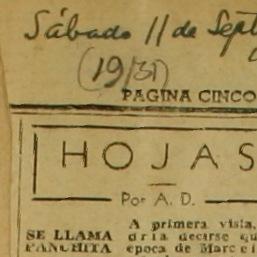 Sábado 11 de Sept
(19/31)
PAGINA CINCO
HOJAS
Por A. D.
SE LLAMA
PANCHITA
A primera vista,
dría decirse qu
época de Marcel